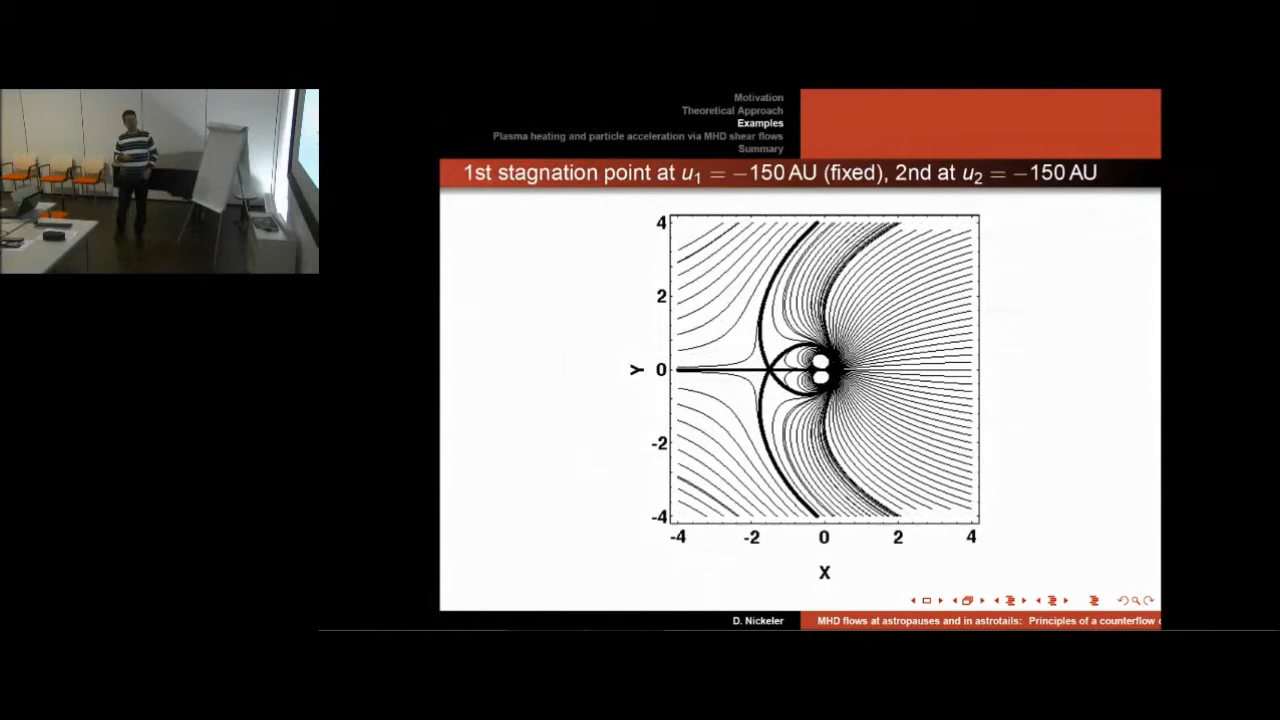 Motivation
Theoretical Approach
Examples
Plasma heating and particle acceleration via MHD shear flows
Summary
1st stagnation point at u₁ = −150 AU (fixed), 2nd at u₂ = −150 AU
4
2
Y 0
-2
-4
-4 -2 0 2 4
X
D. Nickeler MHD flows at astropauses and in astrotails: Principles of a counterflow